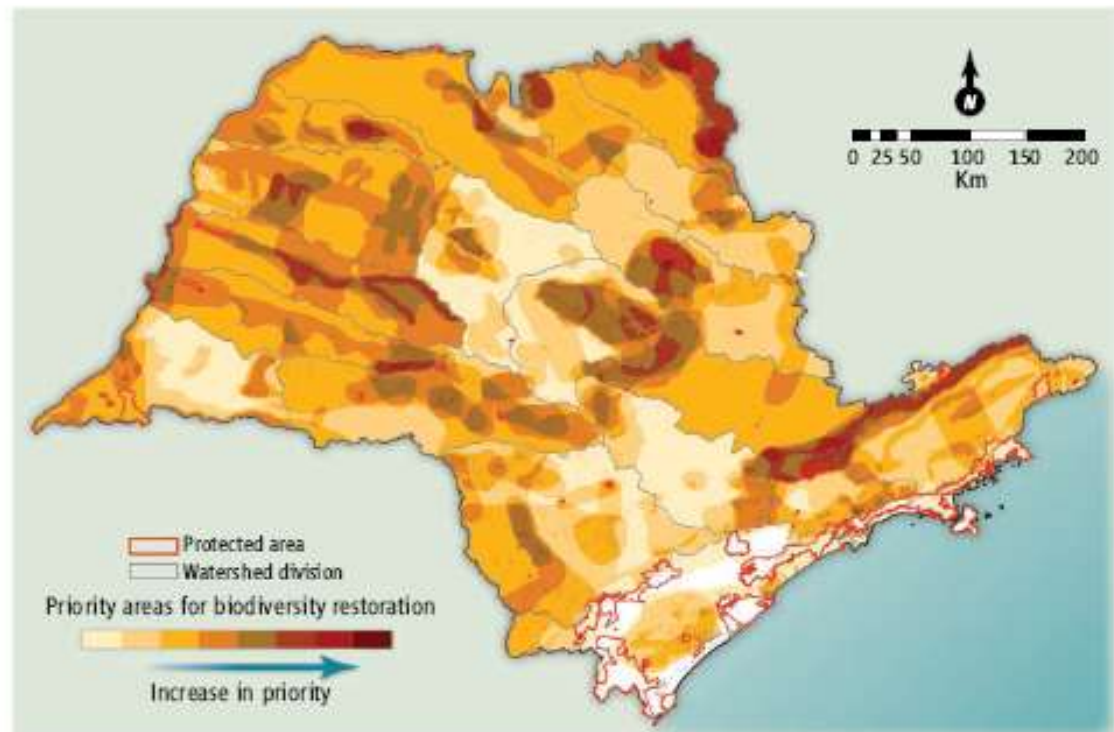 N
0 25 50 100 150 200
Km
Protected area
Watershed division
Priority areas for biodiversity restoration
Increase in priority